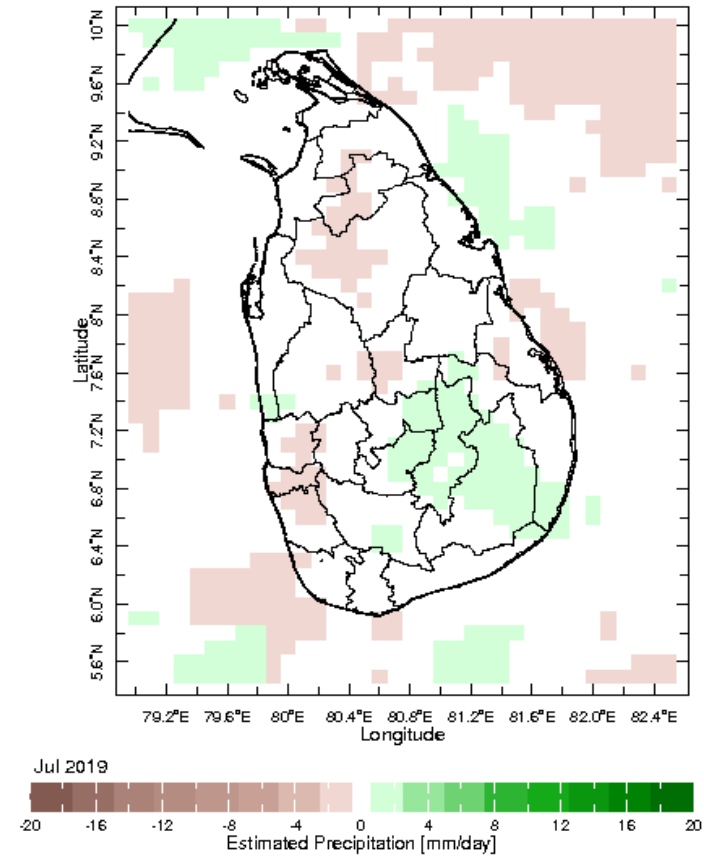 10°N
9.6°N
9.2°N
8.8°N
8.4°N
8°N
7.6°N
7.2°N
6.8°N
6.4°N
6.0°N
5.6°N
Latitude
79.2°E 79.6°E 80°E 80.4°E 80.8°E 81.2°E 81.6°E 82.0°E 82.4°E
Longitude
Jul 2019
-20 -16 -12 -8 -4 0 4 8 12 16 20
Estimated Precipitation [mm/day]